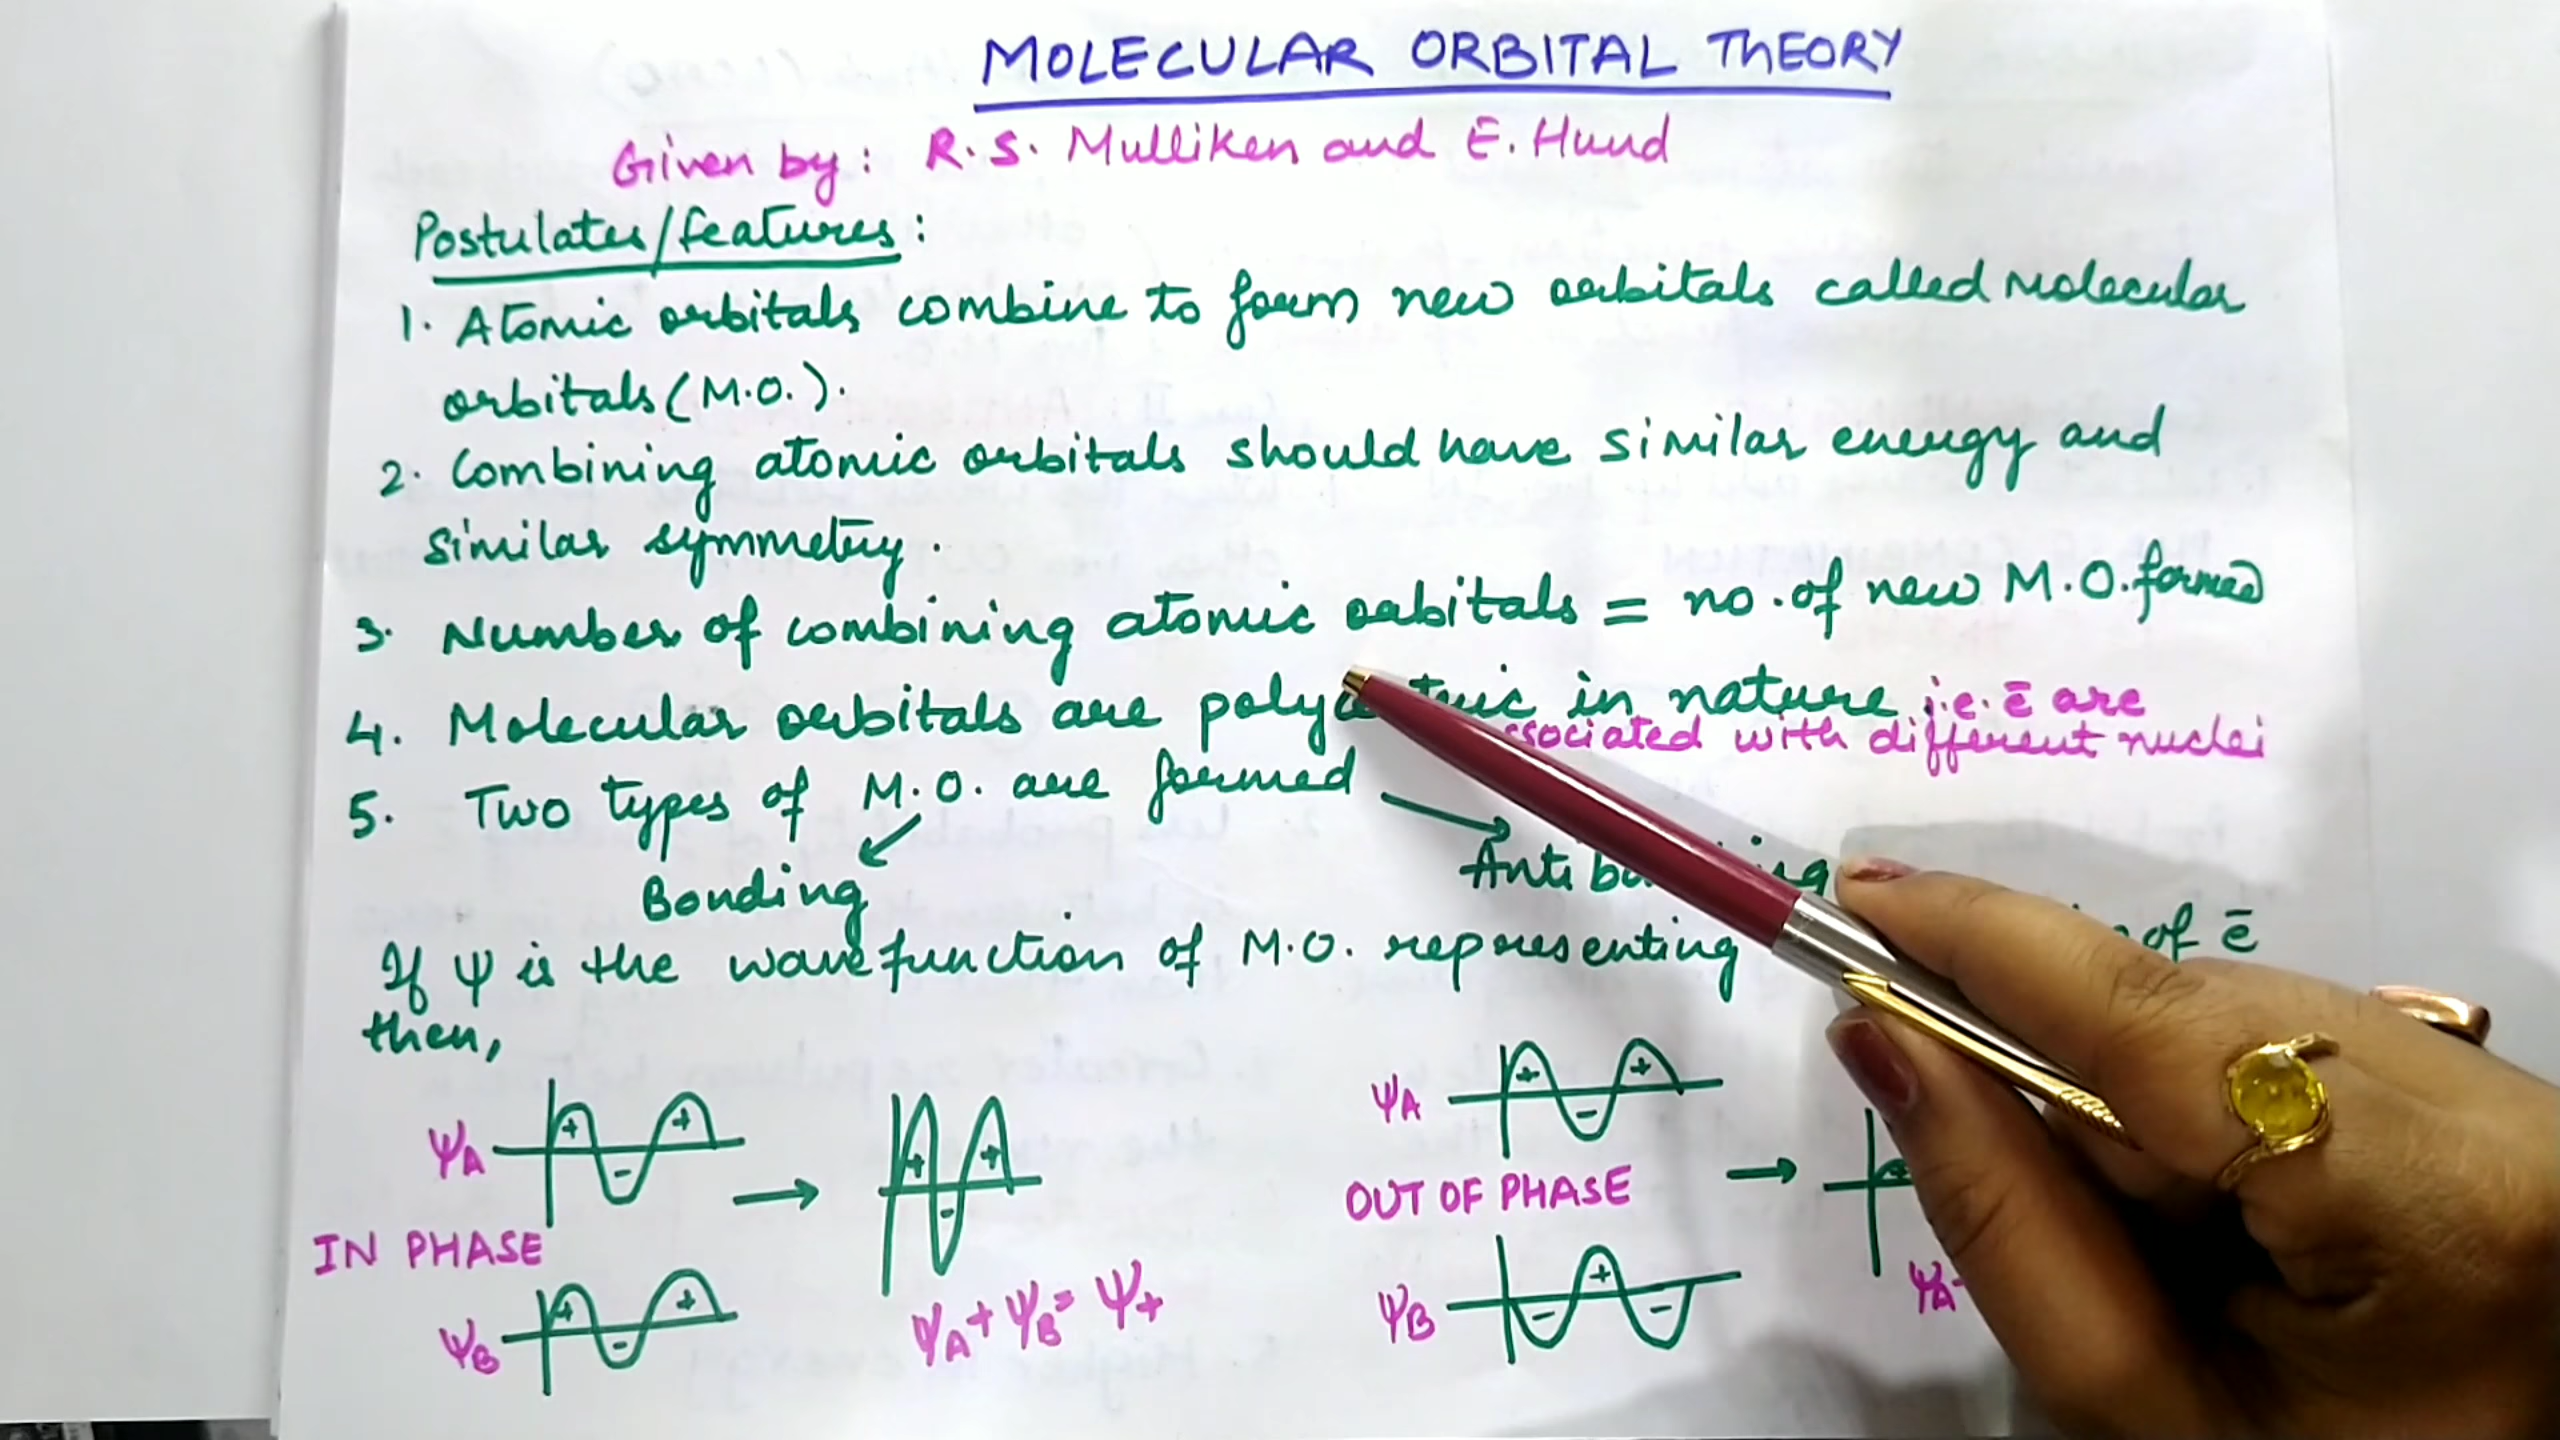 MOLECULAR ORBITAL THEORY
Given by: R.S. Mulliken and E. Hund
Postulates/features:
1. Atomic orbitals combine to form new orbitals called Molecular
orbitals (M.O.).
2. Combining atomic orbitals should have similar energy and
similar symmetry.
3. Number of combining atomic orbitals = no. of new M.O. formed
4. Molecular orbitals are in nature i.e. ē are
associated with different nuclei
5. Two types of M.O. are formed
Bonding
If ψ is the wave function of M.O. representing of ē
then,
ψA + - +
+ - +
IN PHASE
ψB + - +
ψA + ψB = ψ+
ψA + - +
OUT OF PHASE
ψB - + -
ψA-